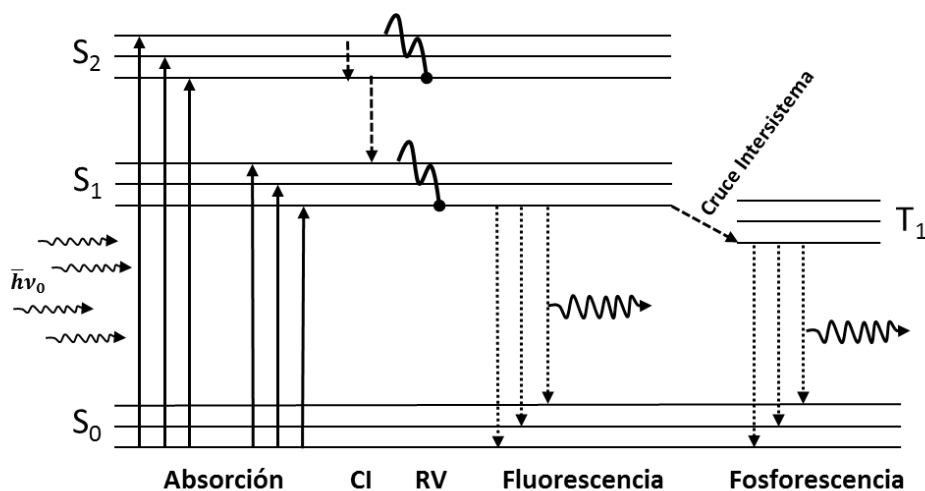 S₂
Cruce Intersistema
S₁
T₁
h̅ν₀
S₀
Absorción CI RV Fluorescencia Fosforescencia